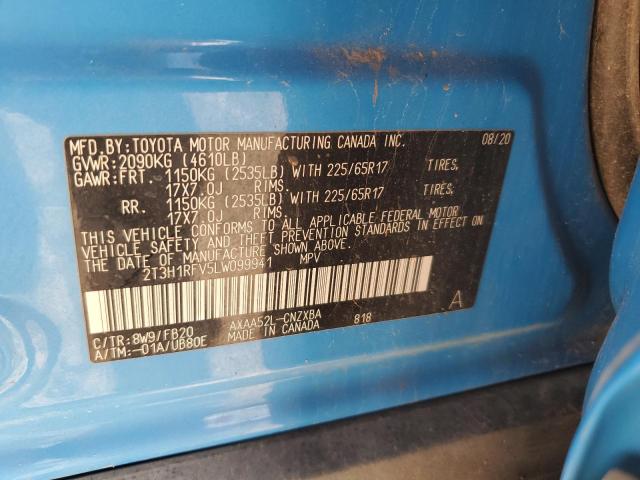 MFD.BY:TOYOTA MOTOR MANUFACTURING CANADA INC. 08/20
GVWR:2090KG (4610LB)
GAWR:FRT. 1150KG (2535LB) WITH 225/65R17 TIRES,
17X7.0J RIMS.
RR. 1150KG (2535LB) WITH 225/65R17 TIRES,
17X7.0J RIMS.
THIS VEHICLE CONFORMS TO ALL APPLICABLE FEDERAL MOTOR
VEHICLE SAFETY AND THEFT PREVENTION STANDARDS IN EFFECT ON
THE DATE OF MANUFACTURE SHOWN ABOVE.
2T3H1RFV5LW099941 MPV
C/TR:8W9/FB20 AXAA52L-CNZXBA A
A/TM:-01A/UB80E MADE IN CANADA 818